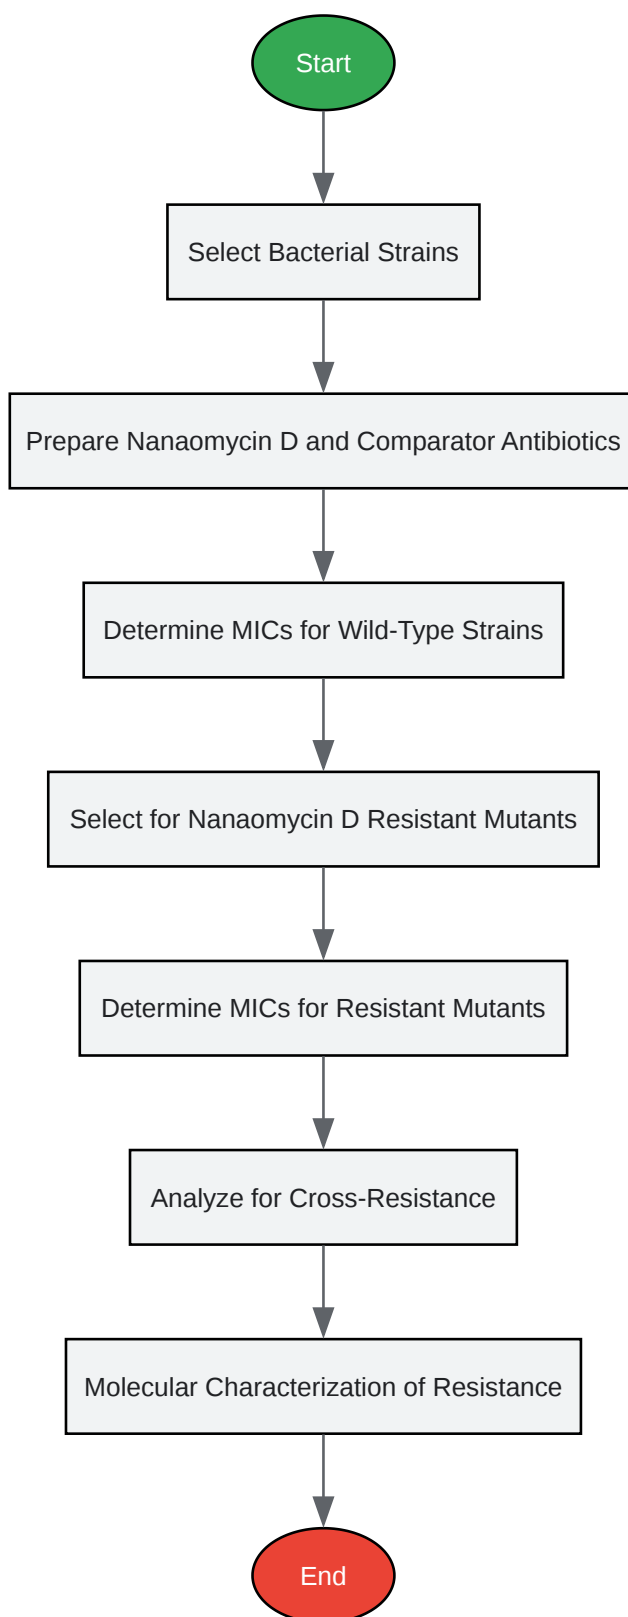 Start
Select Bacterial Strains
Prepare Nanaomycin D and Comparator Antibiotics
Determine MICs for Wild-Type Strains
Select for Nanaomycin D Resistant Mutants
Determine MICs for Resistant Mutants
Analyze for Cross-Resistance
Molecular Characterization of Resistance
End